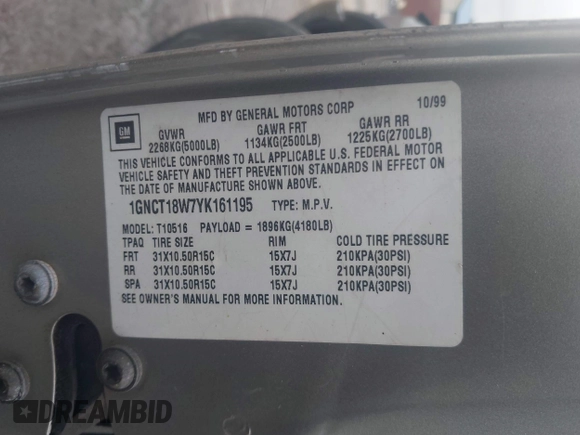 MFD BY GENERAL MOTORS CORP 10/99
GM
GVWR GAWR FRT GAWR RR
2268KG(5000LB) 1134KG(2500LB) 1225KG(2700LB)
THIS VEHICLE CONFORMS TO ALL APPLICABLE U.S. FEDERAL MOTOR
VEHICLE SAFETY AND THEFT PREVENTION STANDARDS IN EFFECT ON
THE DATE OF MANUFACTURE SHOWN ABOVE.
1GNCT18W7YK161195 TYPE: M.P.V.
MODEL: T10516 PAYLOAD = 1896KG(4180LB)
TPAQ TIRE SIZE RIM COLD TIRE PRESSURE
FRT 31X10.50R15C 15X7J 210KPA(30PSI)
RR 31X10.50R15C 15X7J 210KPA(30PSI)
SPA 31X10.50R15C 15X7J 210KPA(30PSI)
SEE OWNER'S MANUAL FOR MORE INFORMATION.
DREAMBID